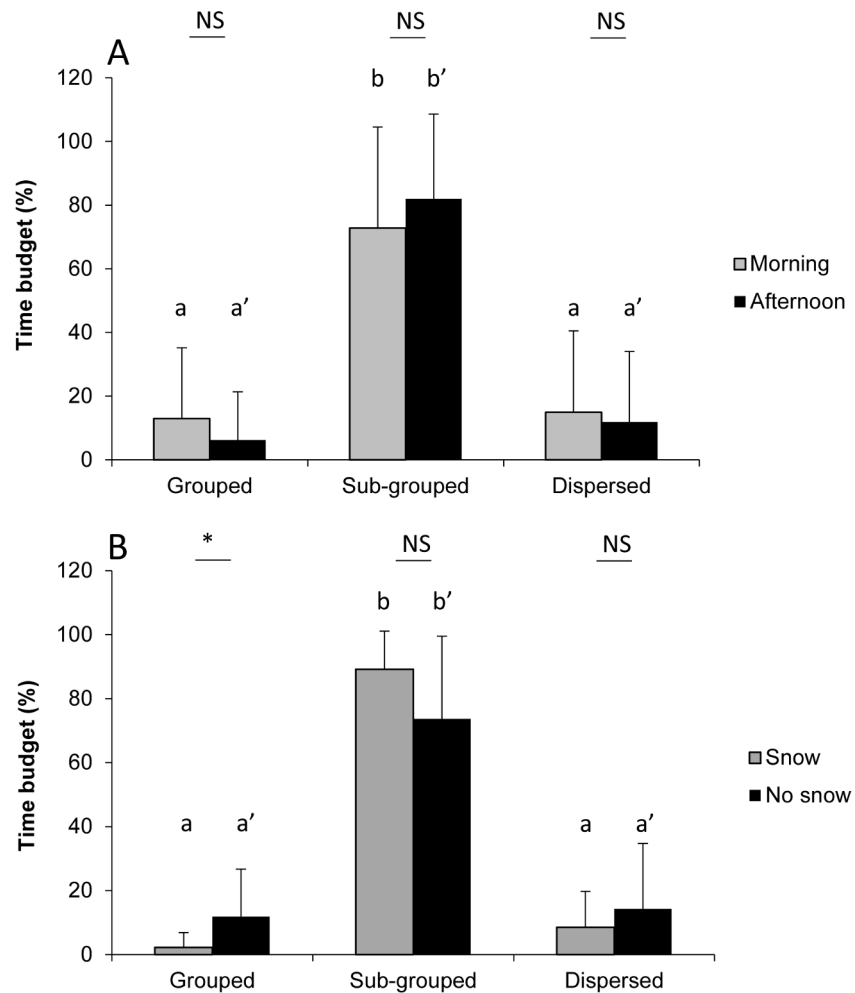 NS NS NS
A
120
b b’
100
80
Time budget (%)
60
Morning
a a’ a a’
Afternoon
40
20
0
Grouped Sub-grouped Dispersed
* NS NS
B
120
b b’
100
80
Time budget (%)
60
Snow
No snow
40
a a’ a a’
20
0
Grouped Sub-grouped Dispersed